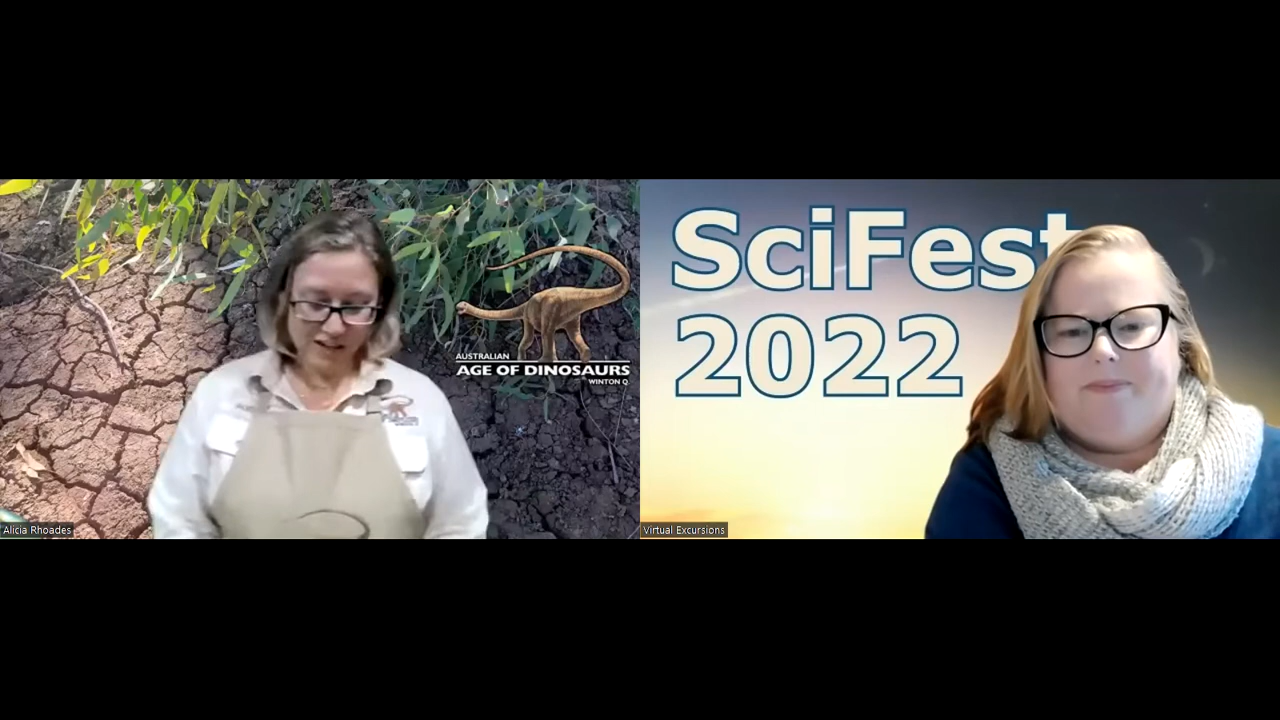 AUSTRALIAN
AGE OF DINOSAURS
WINTON Q.
Alicia Rhoades
SciFest
2022
Virtual Excursions